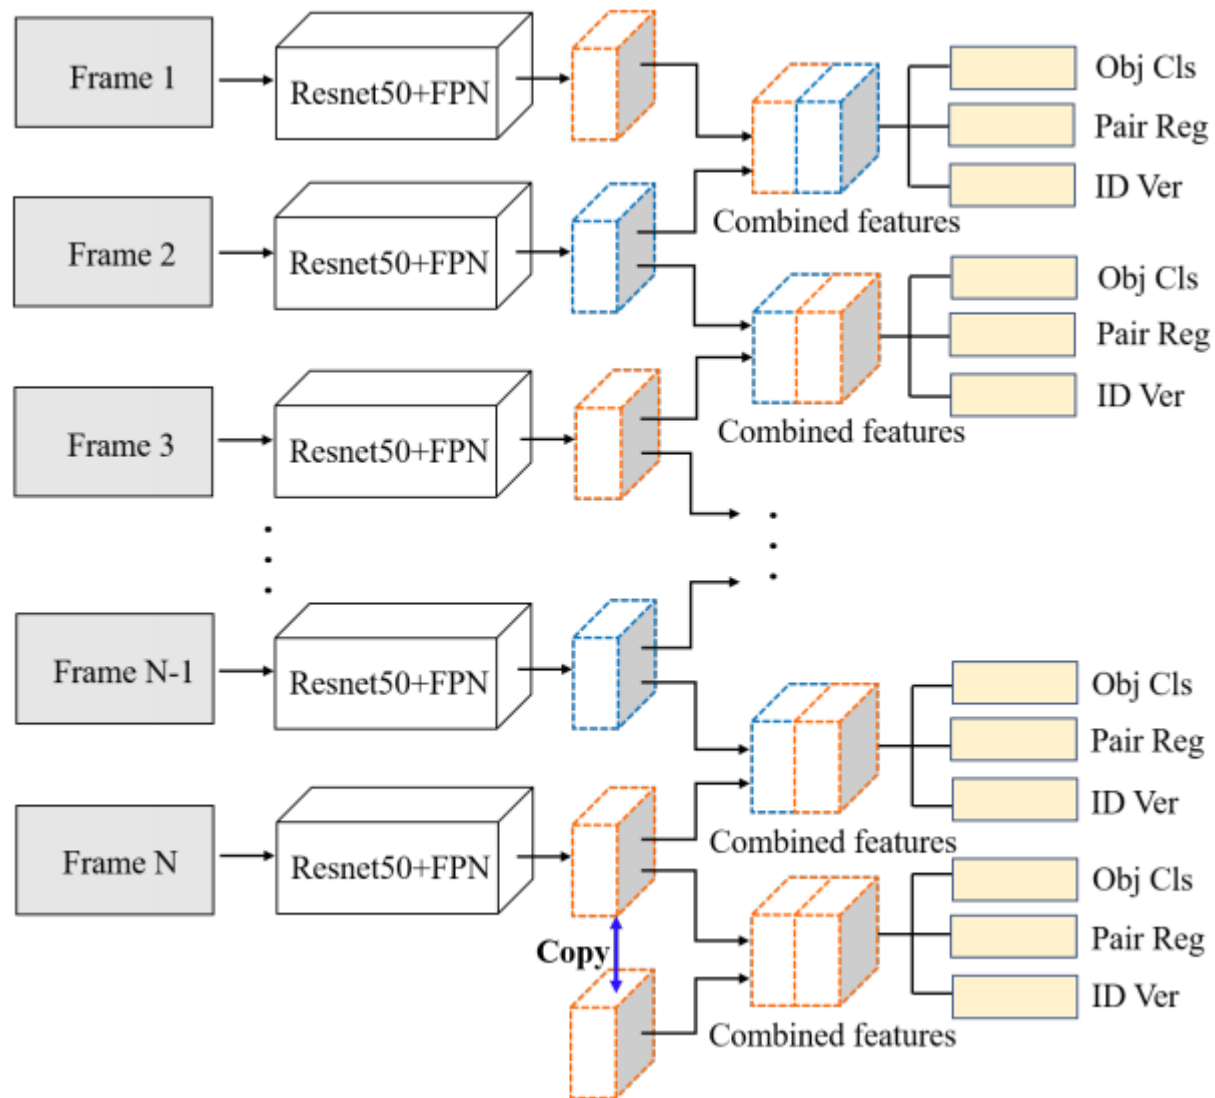 Frame 1
Resnet50+FPN
Obj Cls
Pair Reg
ID Ver
Combined features
Frame 2
Resnet50+FPN
Obj Cls
Pair Reg
ID Ver
Combined features
Frame 3
Resnet50+FPN
Frame N-1
Resnet50+FPN
Obj Cls
Pair Reg
ID Ver
Combined features
Frame N
Resnet50+FPN
Obj Cls
Pair Reg
ID Ver
Copy
Combined features